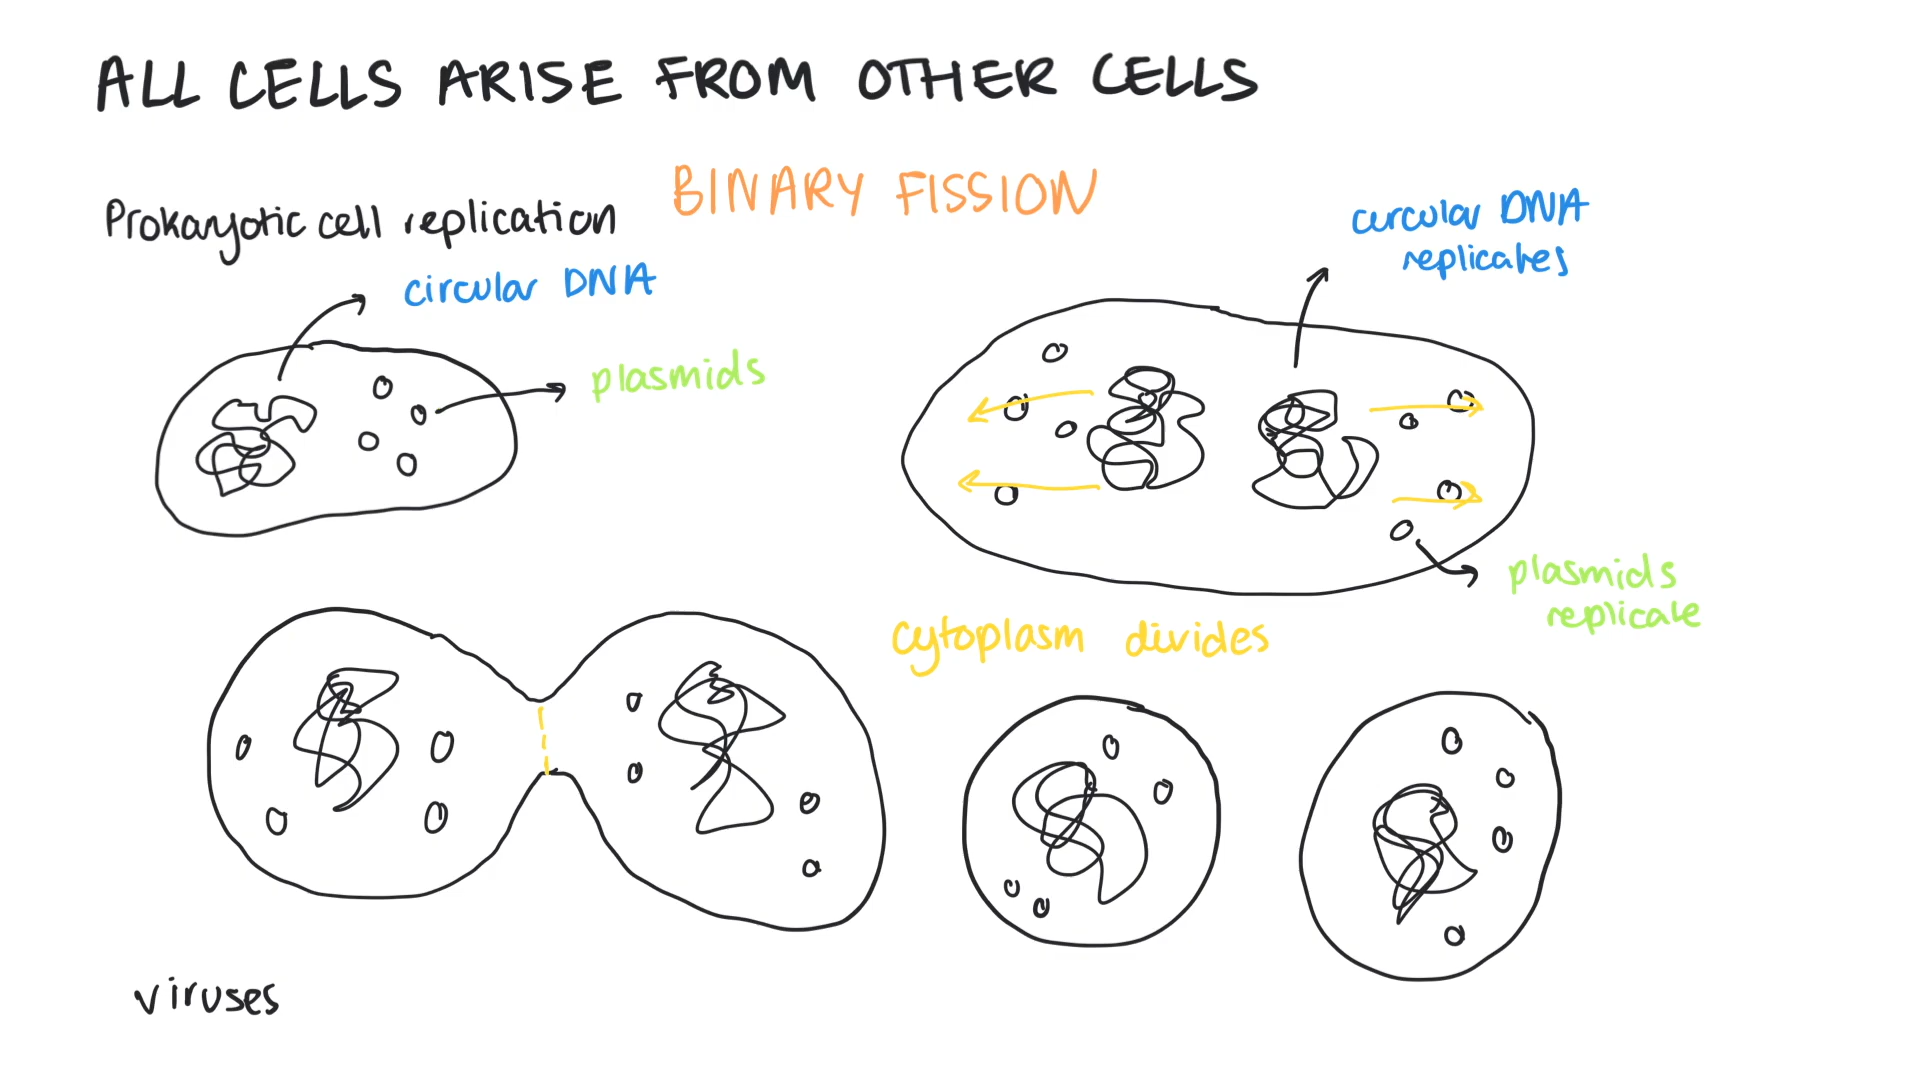 ALL CELLS ARISE FROM OTHER CELLS
BINARY FISSION
Prokaryotic cell replication
circular DNA
plasmids
curcular DNA
replicates
plasmids
replicate
cytoplasm divides
viruses